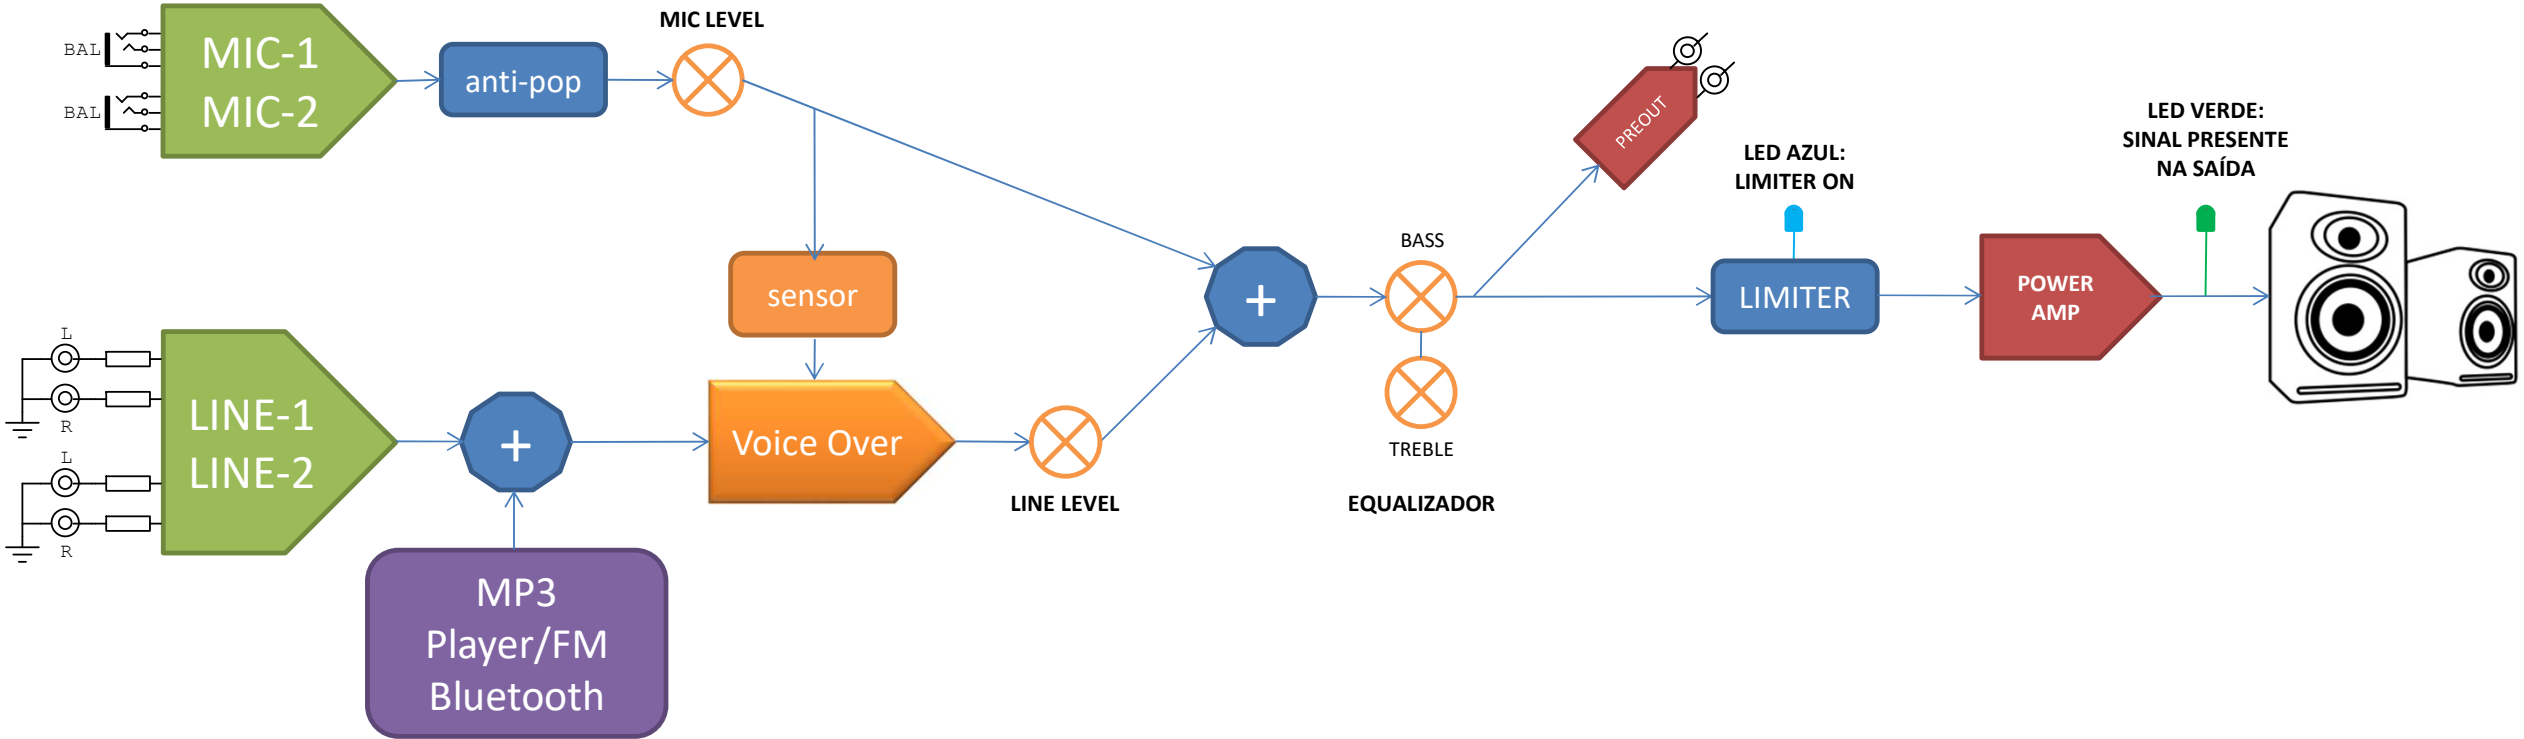 MIC LEVEL
BAL
MIC-1
BAL
MIC-2
anti-pop
PREOUT
LED AZUL:
LIMITER ON
LED VERDE:
SINAL PRESENTE
NA SAÍDA
sensor
+
BASS
LIMITER
POWER
AMP
L
R
L
R
LINE-1
LINE-2
+
Voice Over
LINE LEVEL
TREBLE
EQUALIZADOR
MP3
Player/FM
Bluetooth